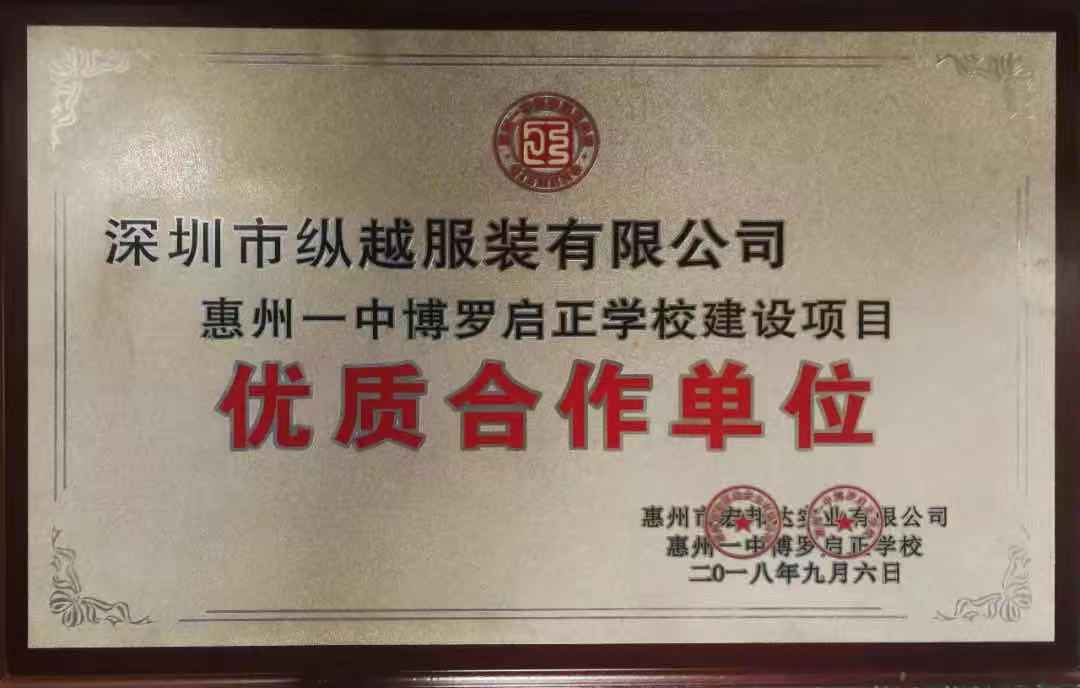 深圳市纵越服装有限公司
惠州一中博罗启正学校建设项目
优质合作单位
惠州市宏邦达实业有限公司
惠州一中博罗启正学校
二0一八年九月六日